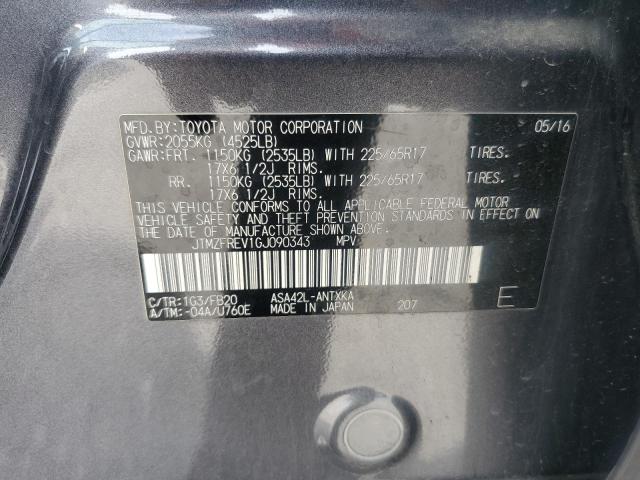 MFD.BY:TOYOTA MOTOR CORPORATION 05/16
GVWR:2055KG (4525LB)
GAWR:FRT. 1150KG (2535LB) WITH 225/65R17 TIRES.
17X6 1/2J RIMS.
RR. 1150KG (2535LB) WITH 225/65R17 TIRES.
17X6 1/2J RIMS.
THIS VEHICLE CONFORMS TO ALL APPLICABLE FEDERAL MOTOR
VEHICLE SAFETY AND THEFT PREVENTION STANDARDS IN EFFECT ON
THE DATE OF MANUFACTURE SHOWN ABOVE.
JTMZFREV1GJ090343 MPV
C/TR:1G3/FB20 ASA42L-ANTXKA
A/TM:-04A/U760E MADE IN JAPAN 207 E